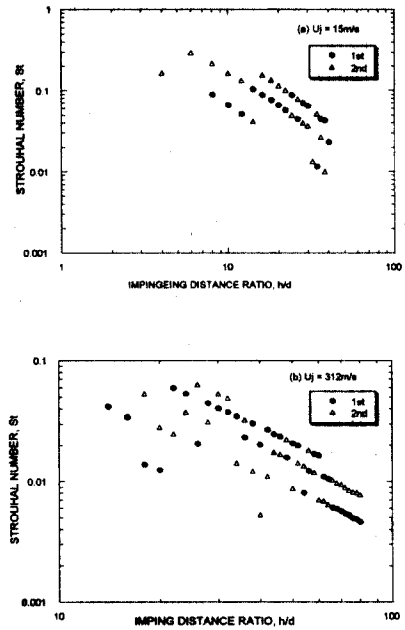 (a) Uj = 15m/s
1st
2nd
1
0.1
0.01
0.001
STROUHAL NUMBER, St
1
10
100
IMPINGEING DISTANCE RATIO, h/d
(b) Uj = 312m/s
1st
2nd
0.1
0.01
0.001
STROUHAL NUMBER, St
10
100
IMPING DISTANCE RATIO, h/d